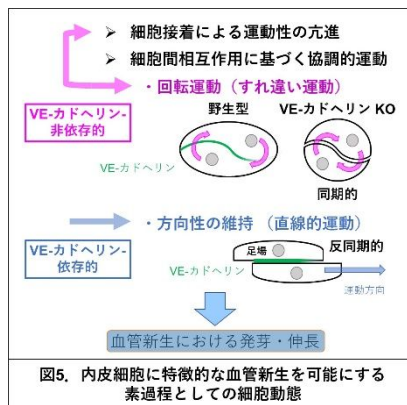 ➢ 細胞接着による運動性の亢進
➢ 細胞間相互作用に基づく協調的運動
・回転運動（すれ違い運動）
VE-カドヘリン-
非依存的
野生型
VE-カドヘリン KO
VE-カドヘリン
同期的
・方向性の維持（直線的運動）
VE-カドヘリン-
依存的
足場
反同期的
VE-カドヘリン
運動方向
血管新生における発芽・伸長
図5. 内皮細胞に特徴的な血管新生を可能にする
素過程としての細胞動態